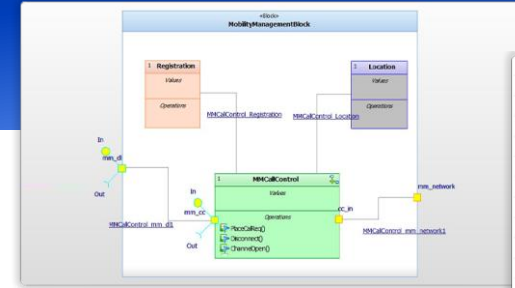 «Block»
MobilityManagementBlock
1 Registration
Values
Operations
1 Location
Values
Operations
MMCallControl_Registration
MMCallControl_Location
In
mm_dl
Out
MMCallControl_mm_dl
1 MMCallControl
Values
Operations
PlaceCallReq()
Disconnect()
ChannelOpen()
In
mm_cc
Out
cc_in
mm_network
MMCallControl_mm_network1